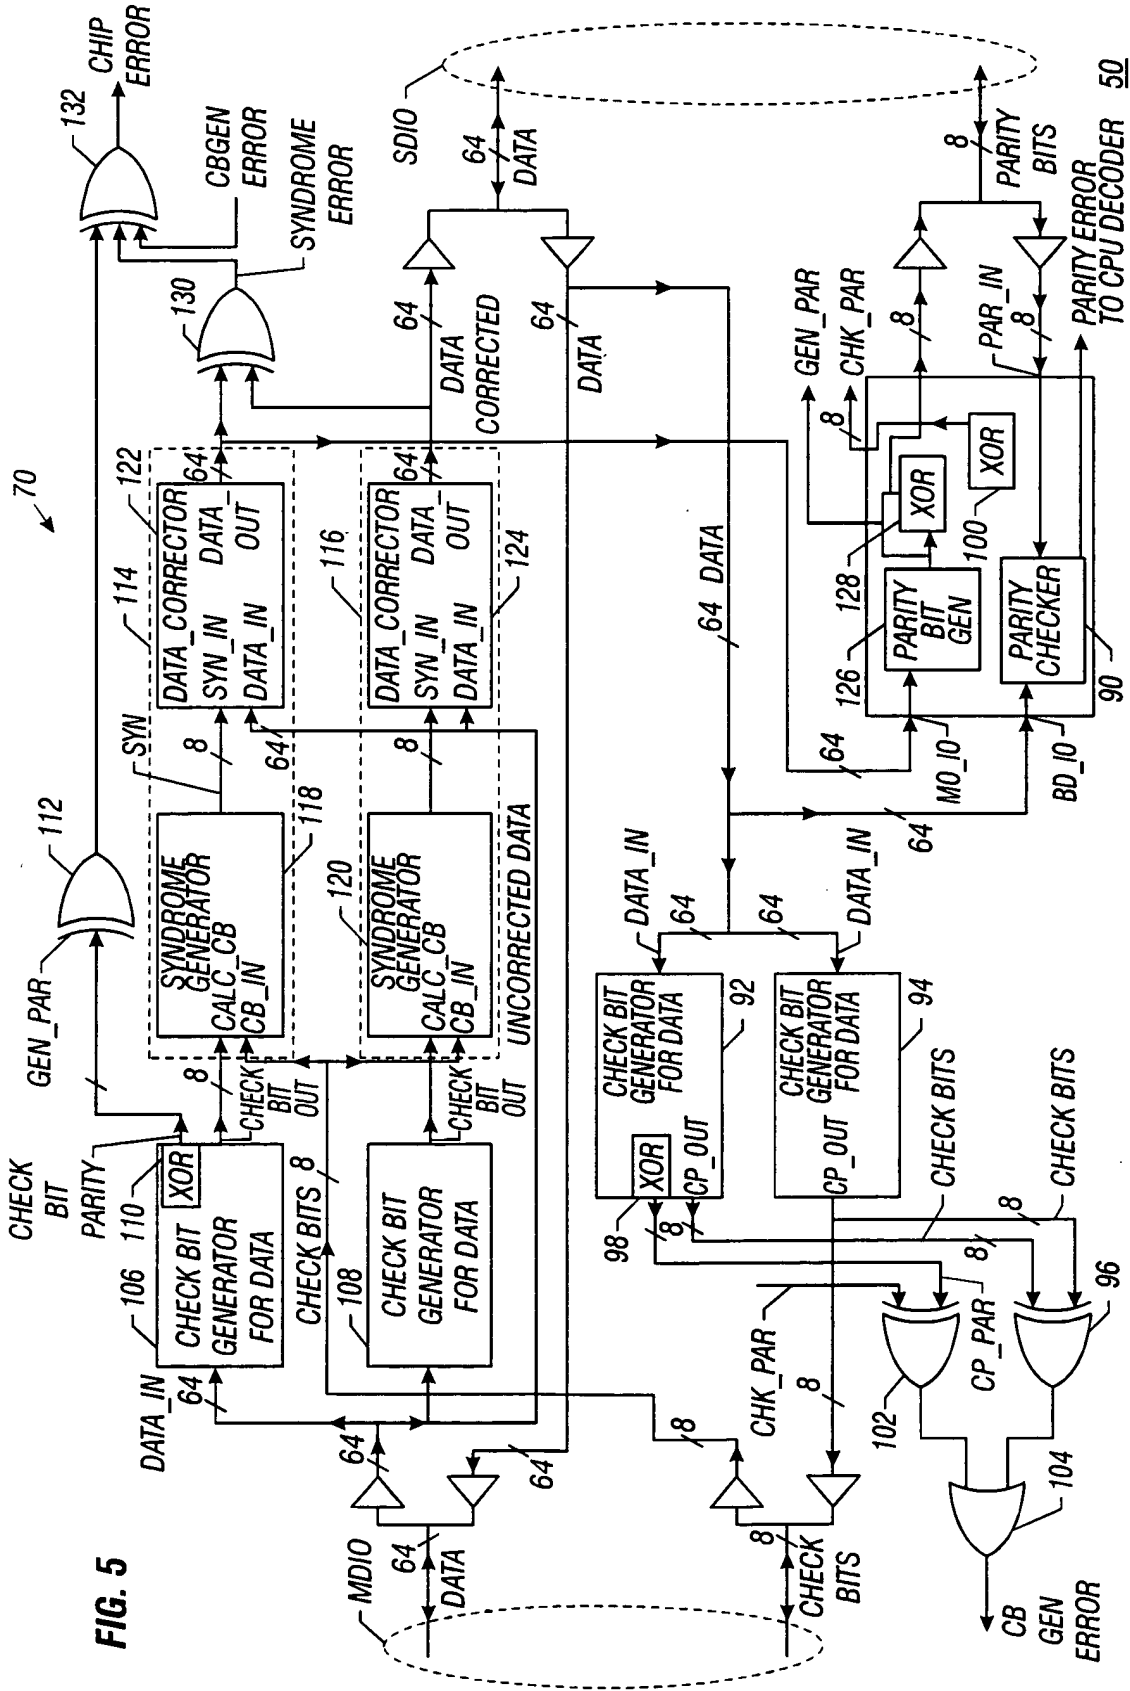 FIG. 5
70
50
MDIO
64
DATA
8
CHECK
BITS
64
64
8
DATA_IN
64
106
CHECK BIT
GENERATOR
FOR DATA
110
XOR
CHECK
BIT
PARITY
GEN_PAR
112
8
CHECK
BIT
OUT
CHECK BITS
8
108
CHECK BIT
GENERATOR
FOR DATA
CHECK
BIT
OUT
SYNDROME
GENERATOR
CALC_CB
CB_IN
118
SYN
8
64
114
DATA_CORRECTOR
SYN_IN
DATA_IN
DATA_
OUT
122
64
120
SYNDROME
GENERATOR
CALC_CB
CB_IN
UNCORRECTED DATA
8
116
DATA_CORRECTOR
SYN_IN
DATA_IN
DATA_
OUT
124
64
130
132
CHIP
ERROR
CBGEN
ERROR
SYNDROME
ERROR
64
DATA
CORRECTED
64
DATA
SDIO
64
DATA
8
PARITY
BITS
64 DATA
64
MO_IO
64
BD_IO
126
PARITY
BIT
GEN
128
XOR
100
XOR
PARITY
CHECKER
90
GEN_PAR
CHK_PAR
8
8
PAR_IN
8
PARITY ERROR
TO CPU DECODER
DATA_IN
64
64
DATA_IN
CHECK BIT
GENERATOR
FOR DATA
92
XOR
CP_OUT
98
8
CHECK BIT
GENERATOR
FOR DATA
94
CP_OUT
CHECK BITS
CHECK BITS
8
8
CHK_PAR
8
CP_PAR
102
96
104
CB
GEN
ERROR